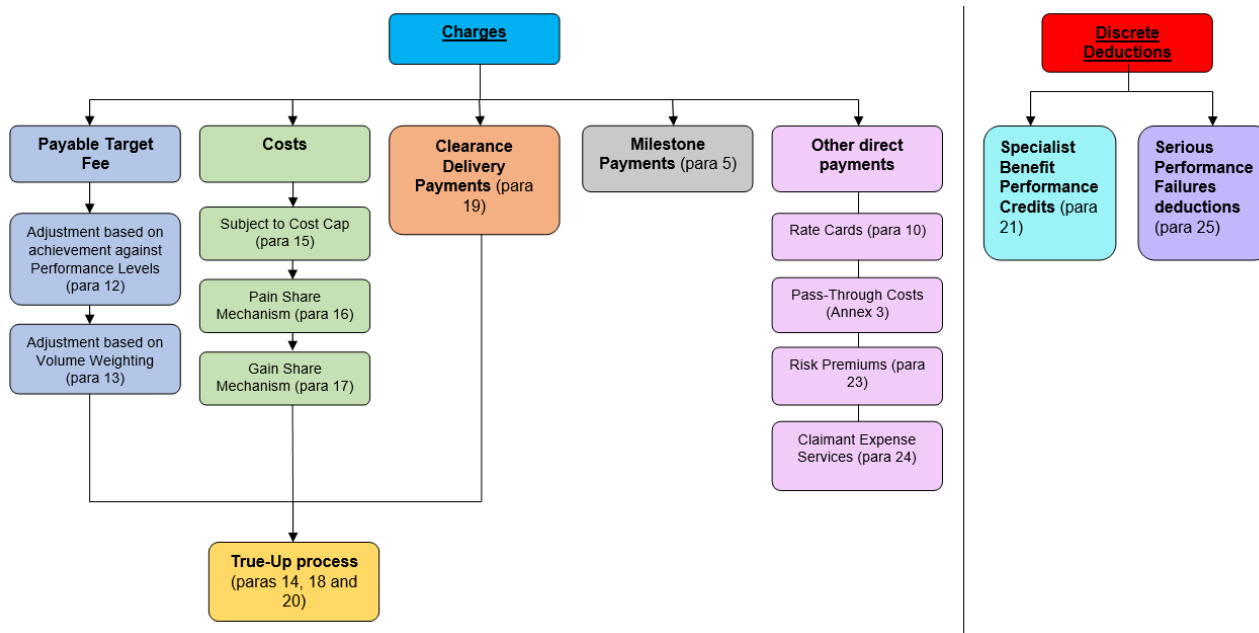 Charges
Discrete
Deductions
Payable Target
Fee
Adjustment based on
achievement against
Performance Levels
(para 12)
Adjustment based on
Volume Weighting
(para 13)
Costs
Subject to Cost Cap
(para 15)
Pain Share
Mechanism (para 16)
Gain Share
Mechanism (para 17)
Clearance
Delivery
Payments (para
19)
Milestone
Payments (para 5)
Other direct
payments
Rate Cards (para 10)
Pass-Through Costs
(Annex 3)
Risk Premiums (para
23)
Claimant Expense
Services (para 24)
Specialist
Benefit
Performance
Credits (para
21)
Serious
Performance
Failures
deductions
(para 25)
True-Up process
(paras 14, 18 and
20)